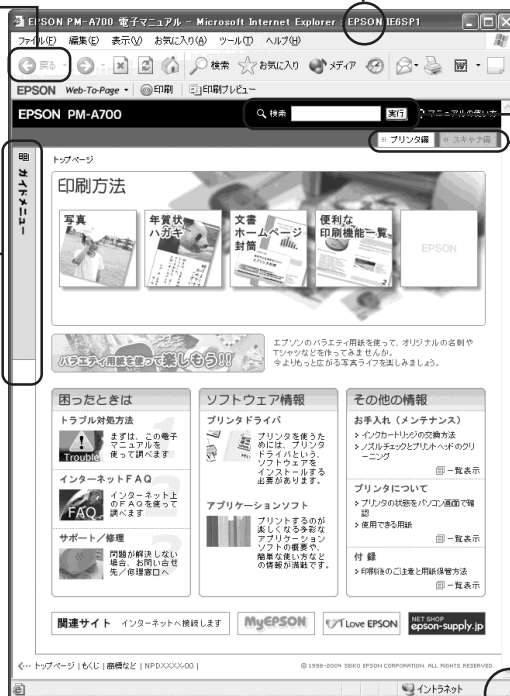 EPSON PM-A700 電子マニュアル - Microsoft Internet Explorer : EPSON IE6SP1
ファイル(F) 編集(E) 表示(V) お気に入り(A) ツール(T) ヘルプ(H)
戻る 検索 お気に入り メディア
EPSON Web-To-Page 印刷 印刷プレビュー
EPSON PM-A700 検索 実行 ? マニュアルの使い方
プリンタ編 スキャナ編
ガイドメニュー
トップページ
印刷方法
写真
年賀状
ハガキ
文書
ホームページ
封筒
便利な
印刷機能一覧
EPSON
バラエティ用紙を使って楽しもう!!
エプソンのバラエティ用紙を使って、オリジナルの名刺や
Tシャツなどを作ってみませんか。
今よりもっと広がる写真ライフを楽しみましょう。
困ったときは
トラブル対処方法
Trouble
まずは、この電子
マニュアルを
使って調べます
1
インターネットFAQ
FAQ
インターネット上
のFAQを使って
調べます
2
サポート/修理
問題が解決しない
場合、お問い合せ
先/修理窓口へ
3
ソフトウェア情報
プリンタドライバ
プリンタを使うた
めには、プリンタ
ドライバという、
ソフトウェアを
インストールする
必要があります。
アプリケーションソフト
プリントするのが
楽しくなる多彩な
アプリケーション
ソフトの概要や、
簡単な使い方など
の情報が満載です。
その他の情報
お手入れ(メンテナンス)
> インクカートリッジの交換方法
> ノズルチェックとプリントヘッドのクリ
ーニング
一覧表示
プリンタについて
> プリンタの状態をパソコン画面で確
認
> 使用できる用紙
一覧表示
付 録
> 印刷後のご注意と用紙保管方法
一覧表示
関連サイト インターネットへ接続します MyEPSON I Love EPSON NET SHOP epson-supply.jp
トップページ | もくじ | 商標など | NPDXXXX-00 | © 1998-2004 SEIKO EPSON CORPORATION. ALL RIGHTS RESERVED.
イントラネット